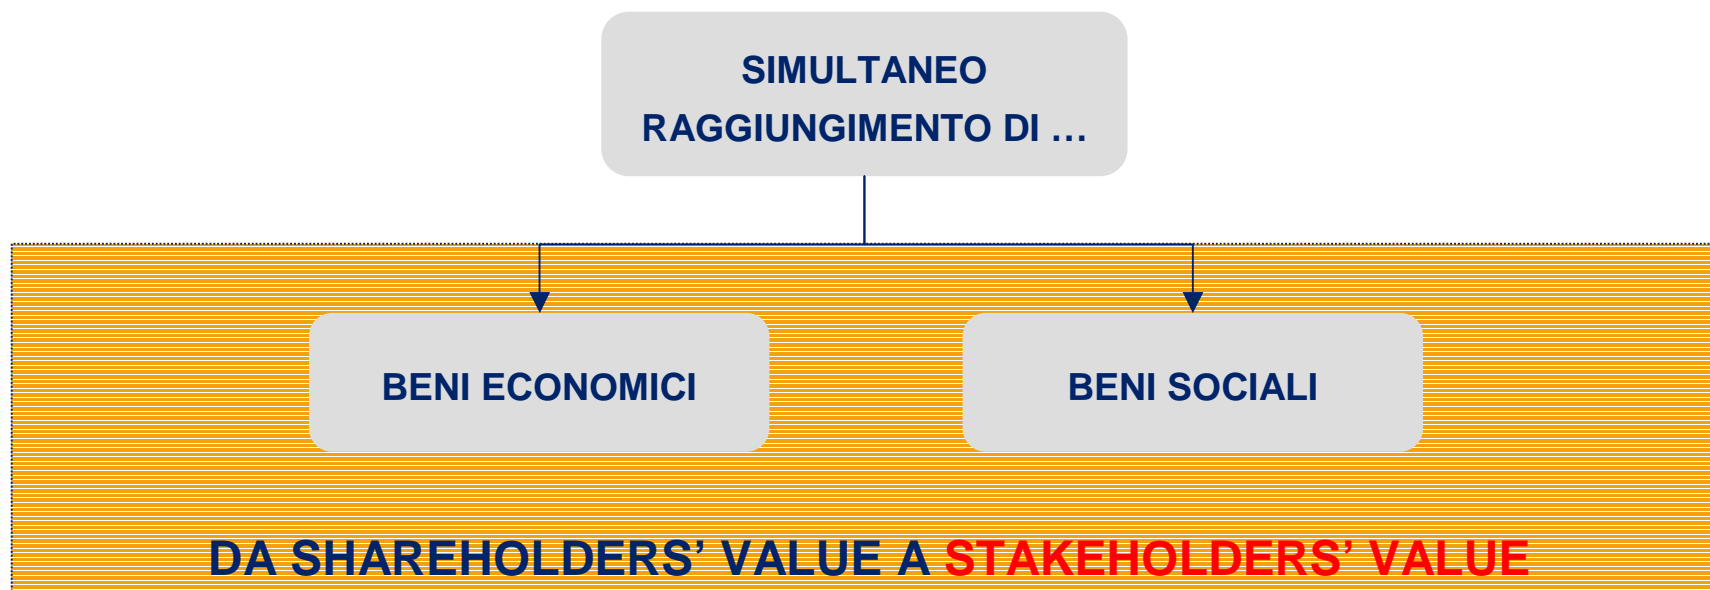 SIMULTANEO
RAGGIUNGIMENTO DI …
BENI ECONOMICI
BENI SOCIALI
DA SHAREHOLDERS’ VALUE A STAKEHOLDERS’ VALUE